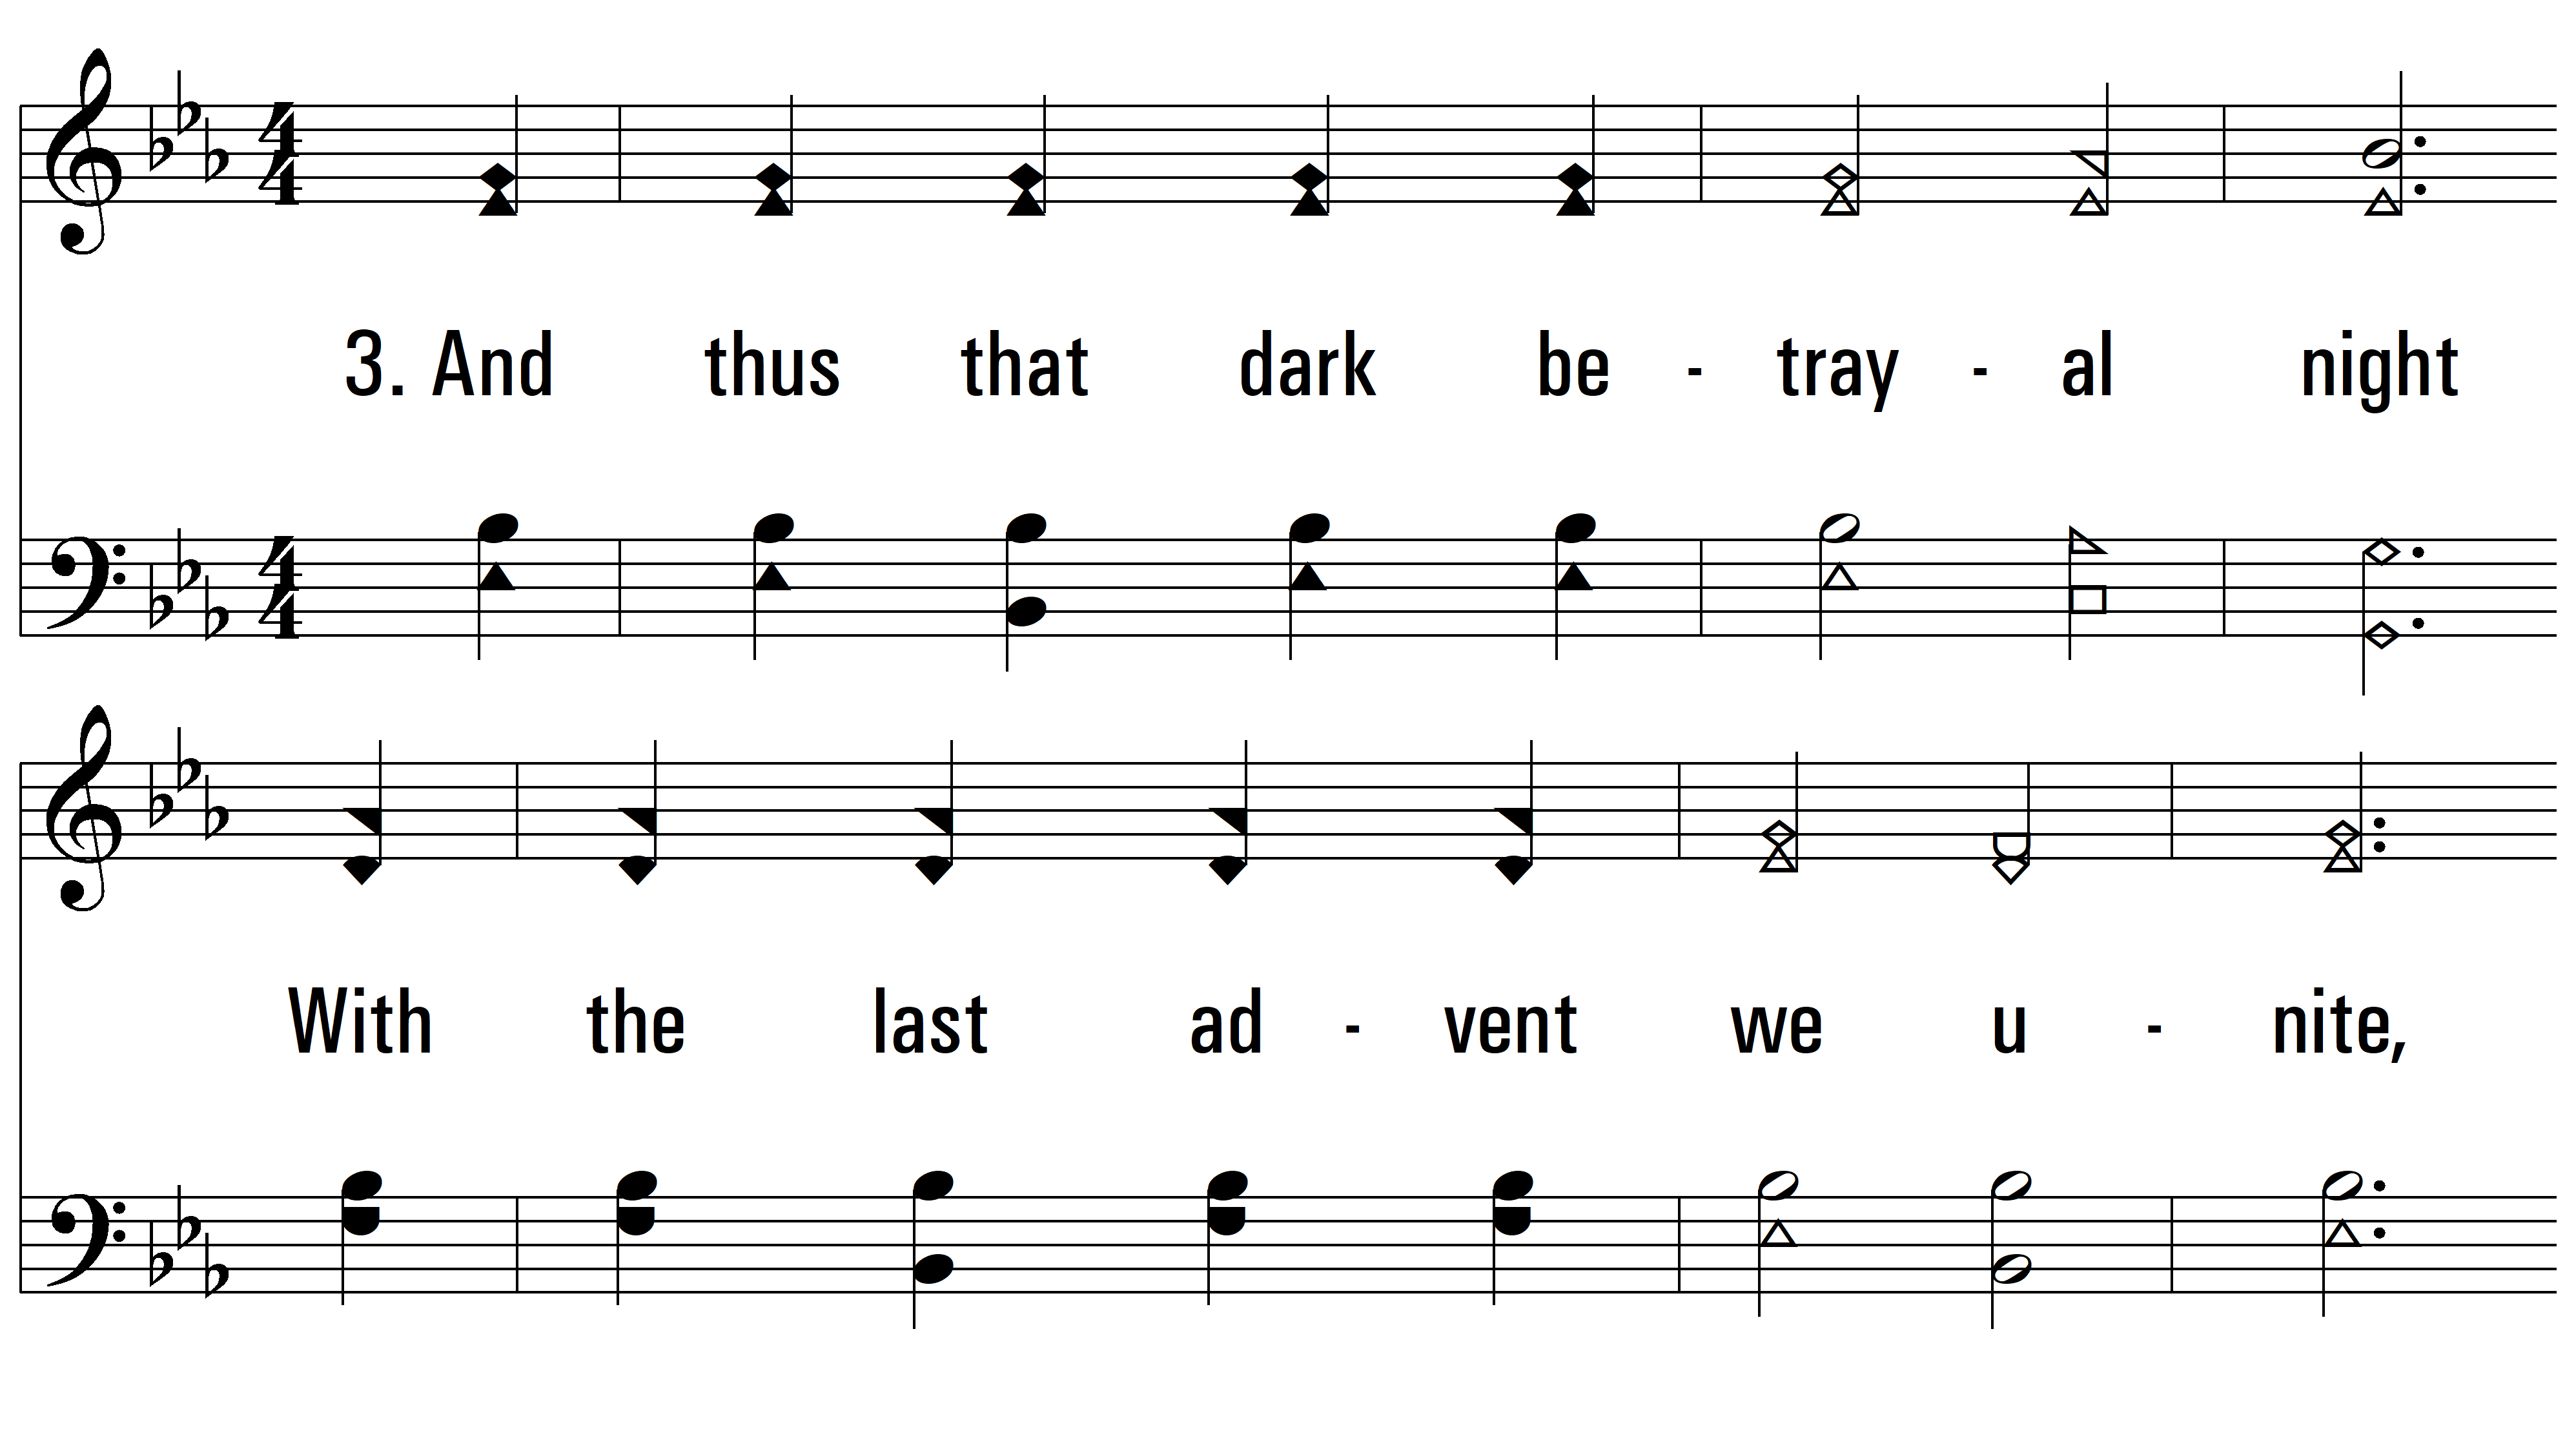 3. And thus that dark be - tray - al night
With the last ad - vent we u - nite,